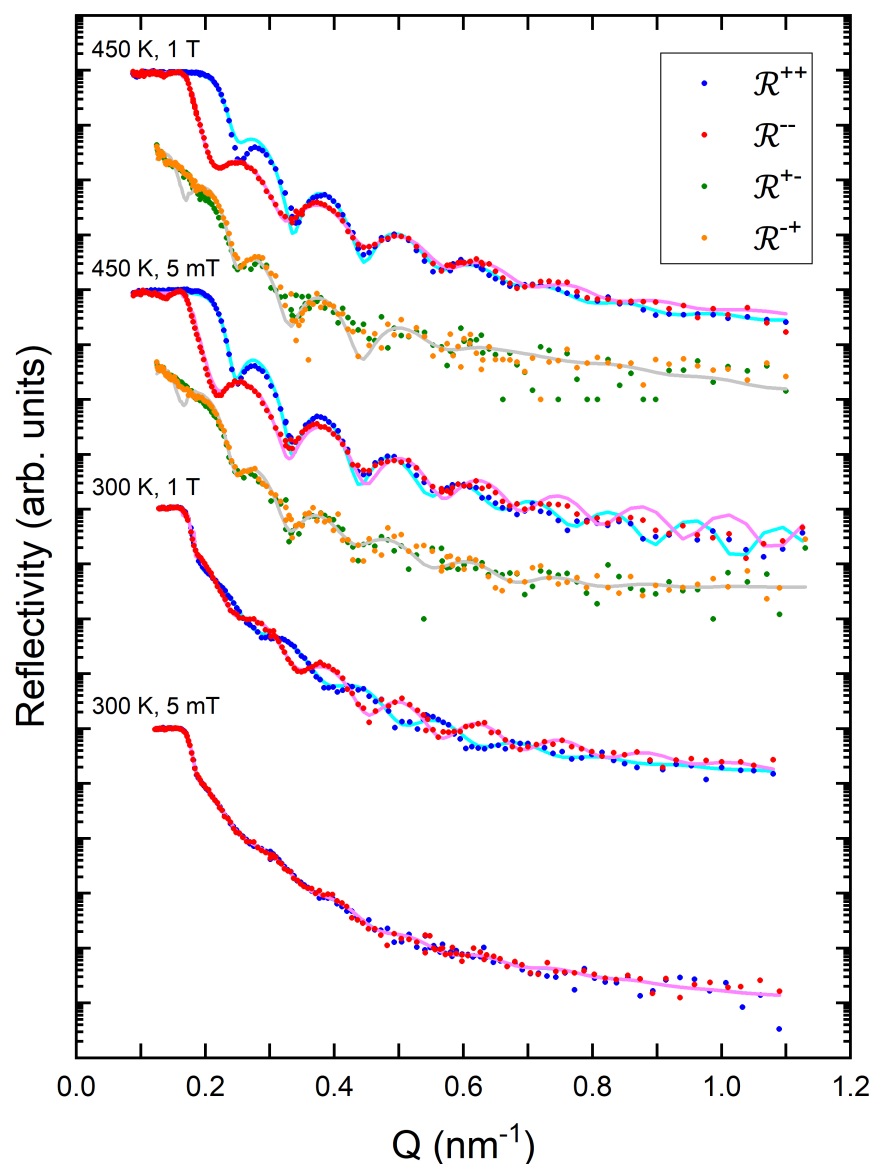 450 K, 1 T
ℛ++
ℛ--
ℛ+-
ℛ-+
450 K, 5 mT
300 K, 1 T
300 K, 5 mT
Reflectivity (arb. units)
0.0 0.2 0.4 0.6 0.8 1.0 1.2
Q (nm-1)